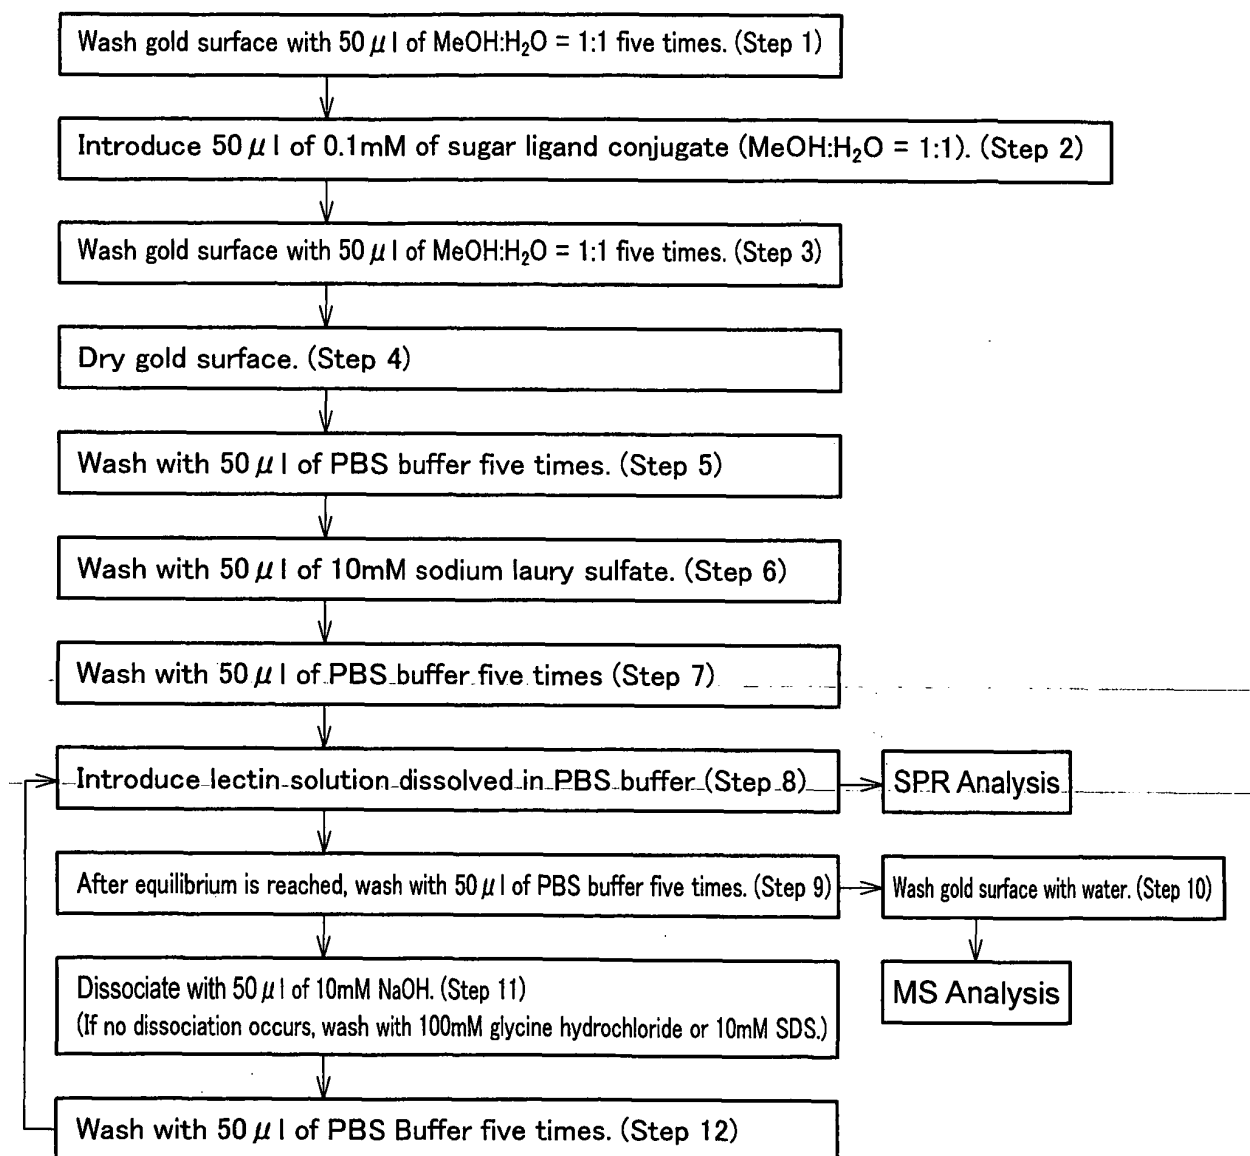 Wash gold surface with 50 μl of MeOH:H₂O = 1:1 five times. (Step 1)
Introduce 50 μl of 0.1mM of sugar ligand conjugate (MeOH:H₂O = 1:1). (Step 2)
Wash gold surface with 50 μl of MeOH:H₂O = 1:1 five times. (Step 3)
Dry gold surface. (Step 4)
Wash with 50 μl of PBS buffer five times. (Step 5)
Wash with 50 μl of 10mM sodium laury sulfate. (Step 6)
Wash with 50 μl of PBS buffer five times (Step 7)
Introduce lectin solution dissolved in PBS buffer (Step 8)
SPR Analysis
After equilibrium is reached, wash with 50 μl of PBS buffer five times. (Step 9)
Wash gold surface with water. (Step 10)
Dissociate with 50 μl of 10mM NaOH. (Step 11)
(If no dissociation occurs, wash with 100mM glycine hydrochloride or 10mM SDS.)
MS Analysis
Wash with 50 μl of PBS Buffer five times. (Step 12)